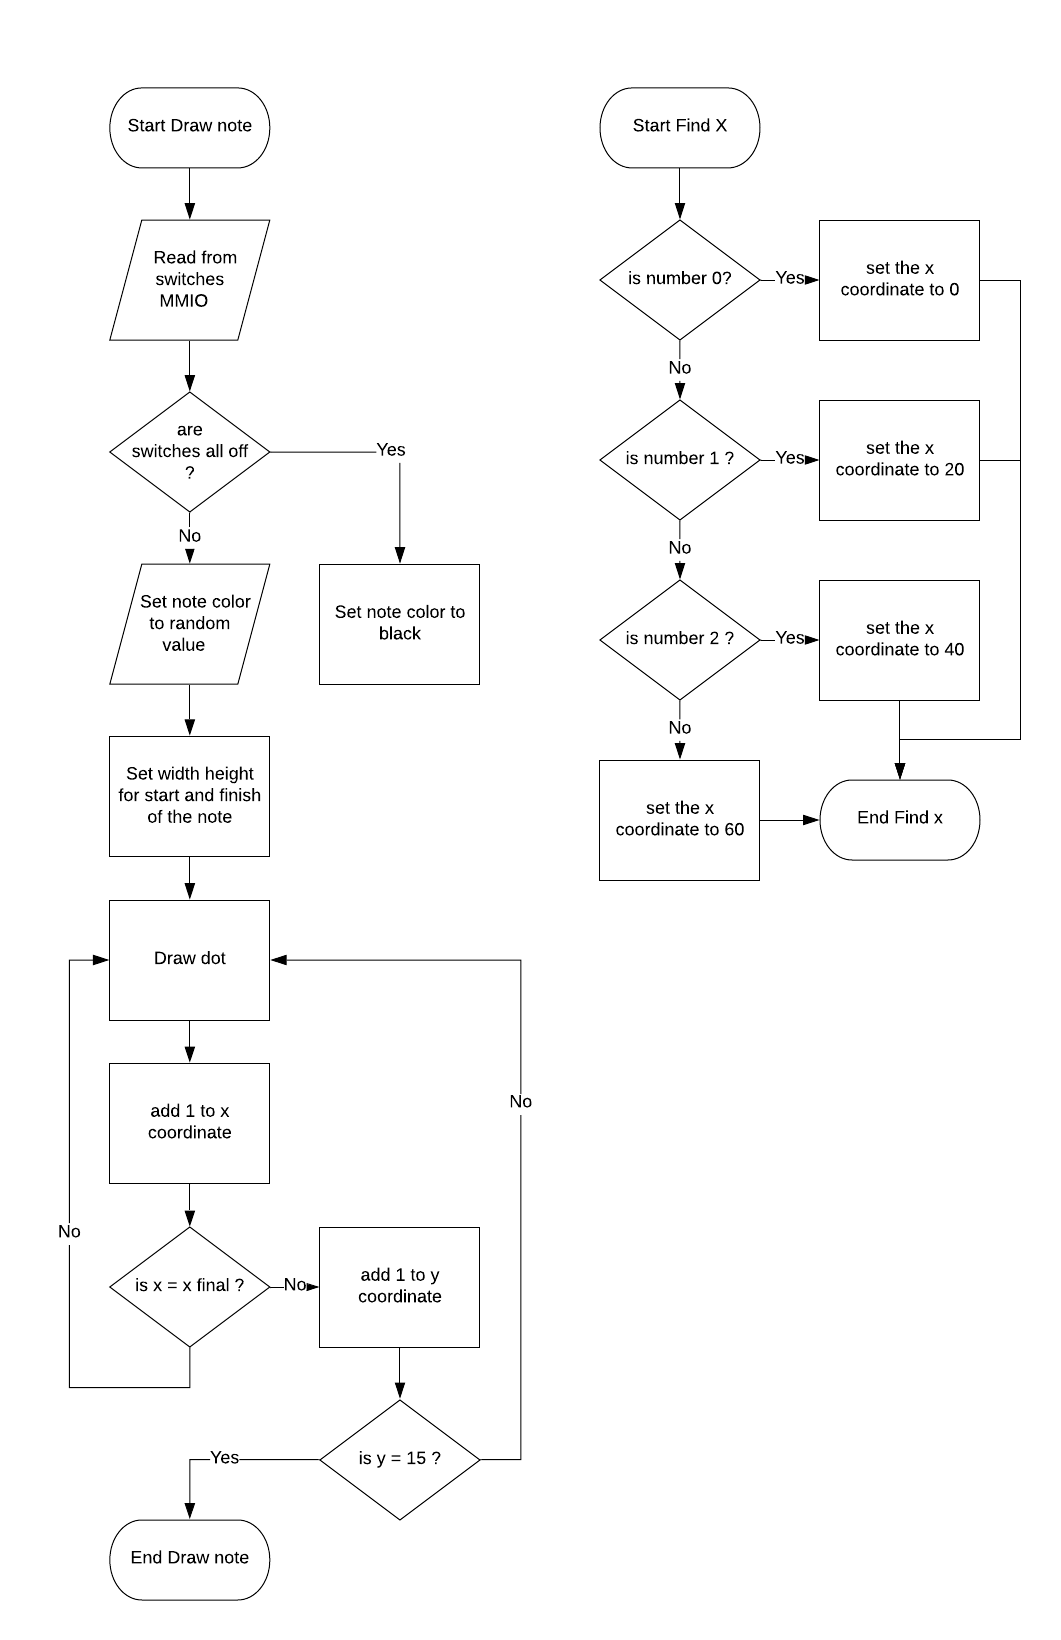 Start Draw note
Read from
switches
MMIO
are
switches all off
?
Yes
No
Set note color
to random
value
Set note color to
black
Set width height
for start and finish
of the note
Draw dot
No
add 1 to x
coordinate
No
is x = x final ?
No
add 1 to y
coordinate
is y = 15 ?
Yes
End Draw note
Start Find X
is number 0?
Yes
set the x
coordinate to 0
No
is number 1 ?
Yes
set the x
coordinate to 20
No
is number 2 ?
Yes
set the x
coordinate to 40
No
set the x
coordinate to 60
End Find x